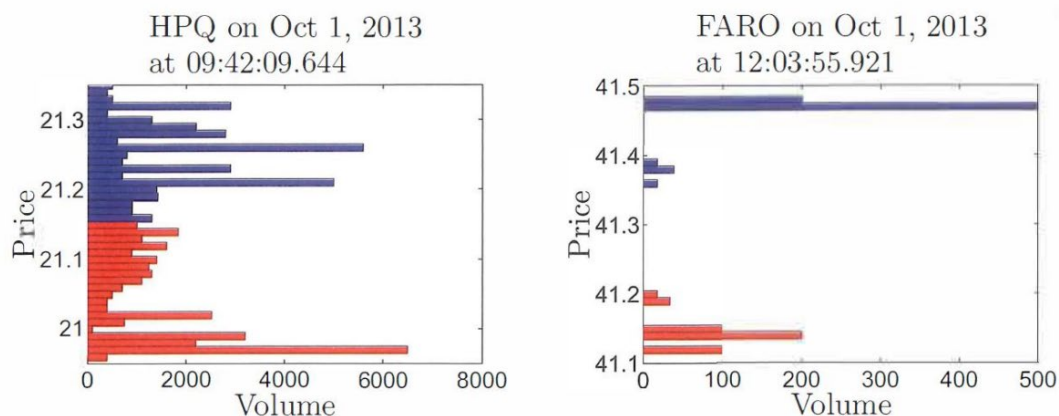 HPQ on Oct 1, 2013
at 09:42:09.644
Price
21.3
21.2
21.1
21
0 2000 4000 6000 8000
Volume
FARO on Oct 1, 2013
at 12:03:55.921
Price
41.5
41.4
41.3
41.2
41.1
0 100 200 300 400 500
Volume